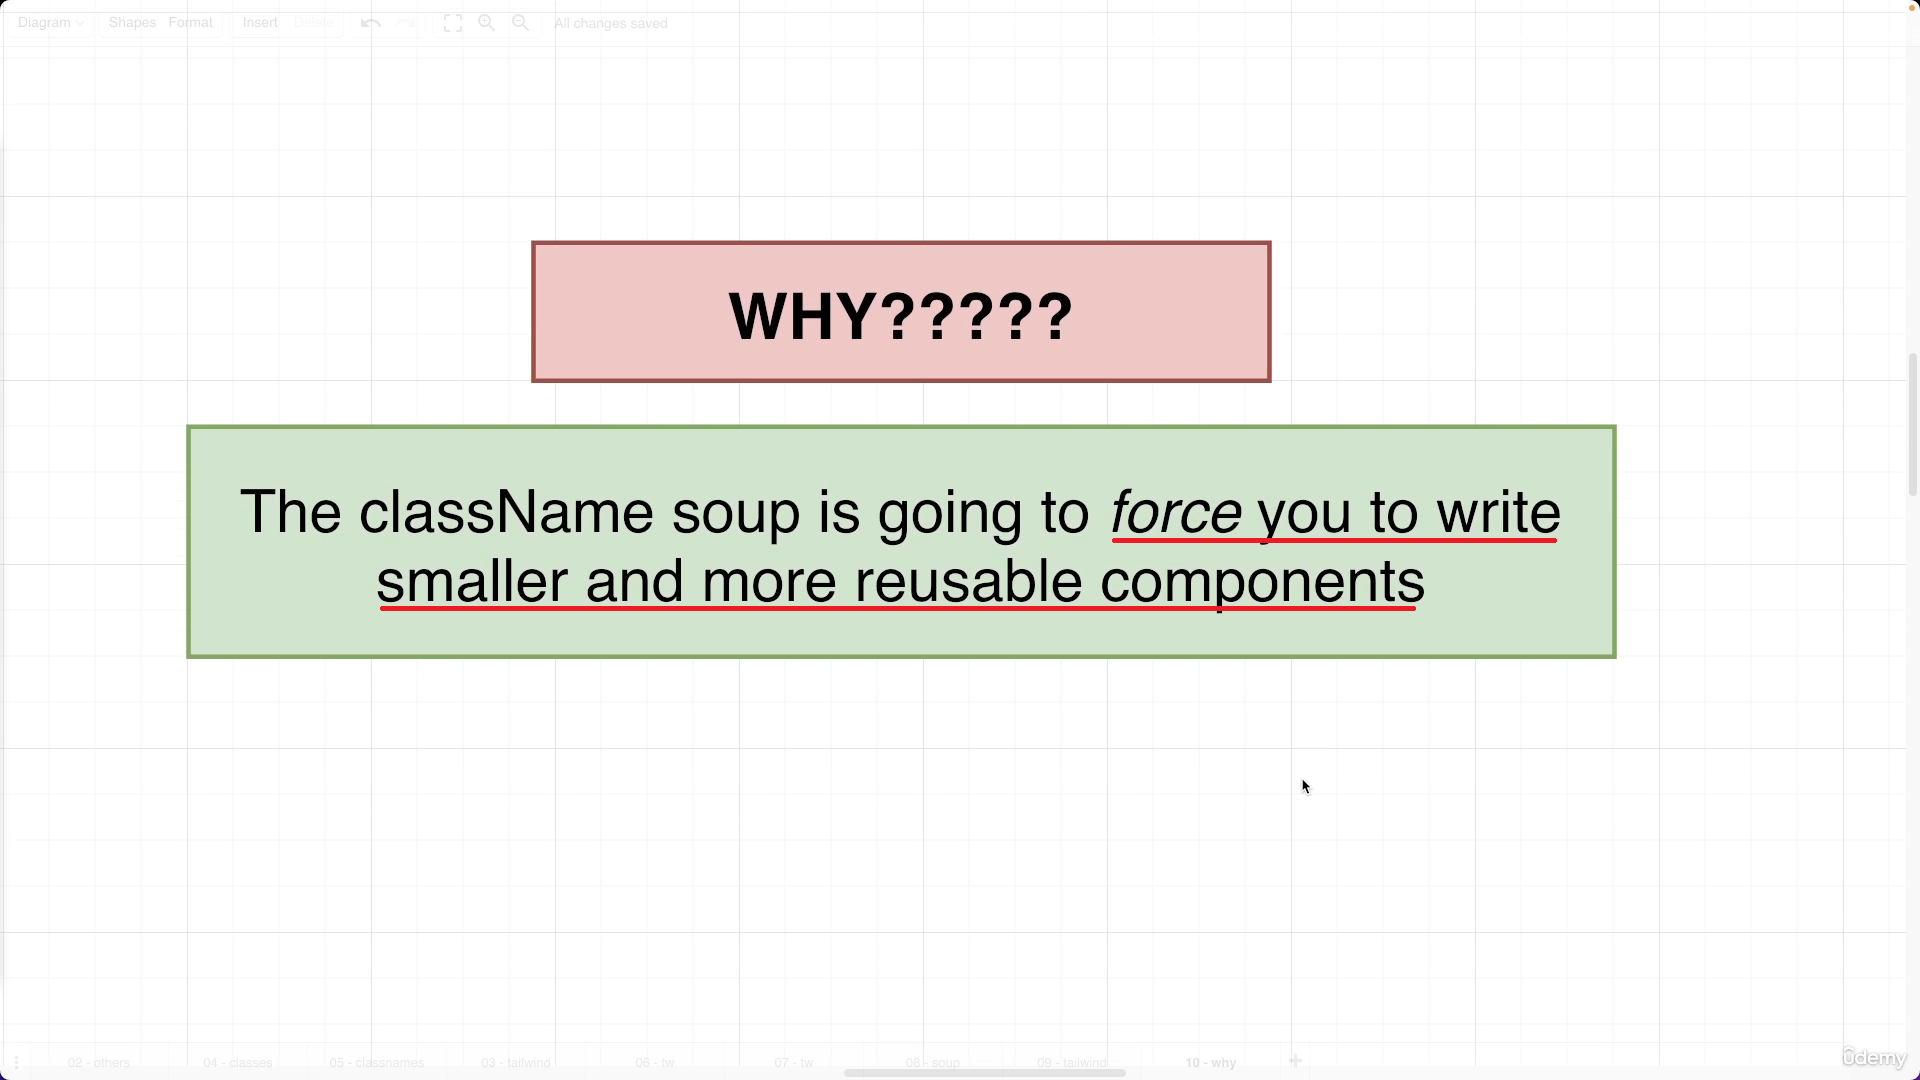 Diagram Shapes Format Insert Delete All changes saved
WHY?????
The className soup is going to force you to write
smaller and more reusable components
02 - others 04 - classes 05 - classnames 03 - tailwind 06 - tw 07 - tw 08 - soup 09 - tailwind 10 - why
udemy